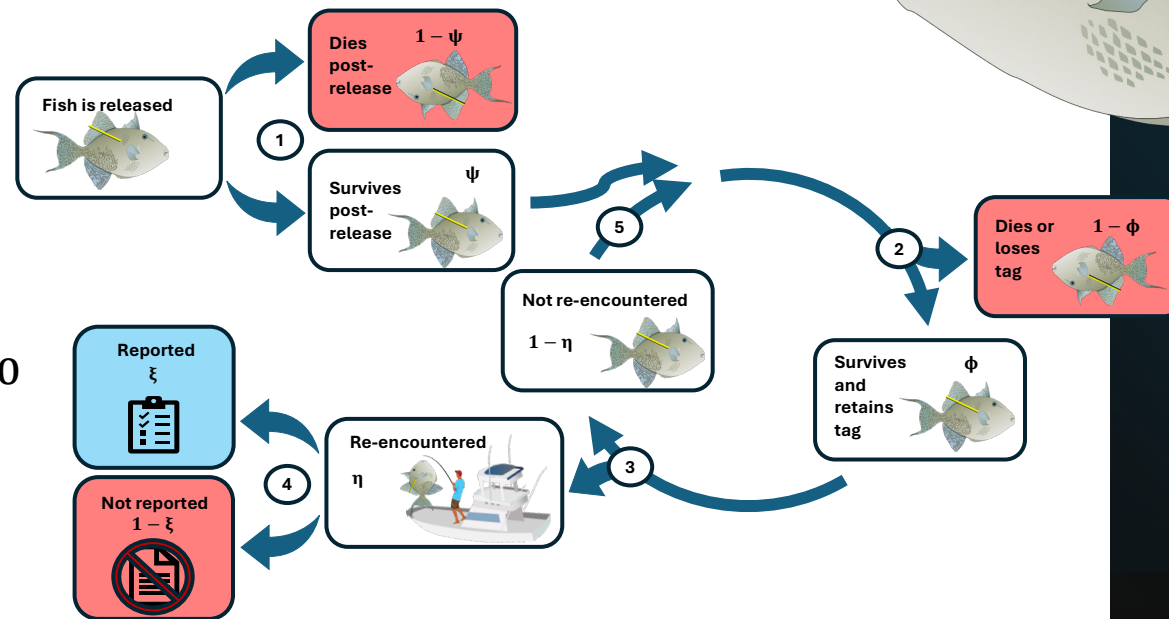 Fish is released
1
Dies
post-
release
1 − ψ
Survives
post-
release
ψ
5
2
Dies or
loses
tag
1 − ϕ
Not re-encountered
1 − η
Survives
and
retains
tag
ϕ
3
Re-encountered
η
4
Reported
ξ
Not reported
1 − ξ